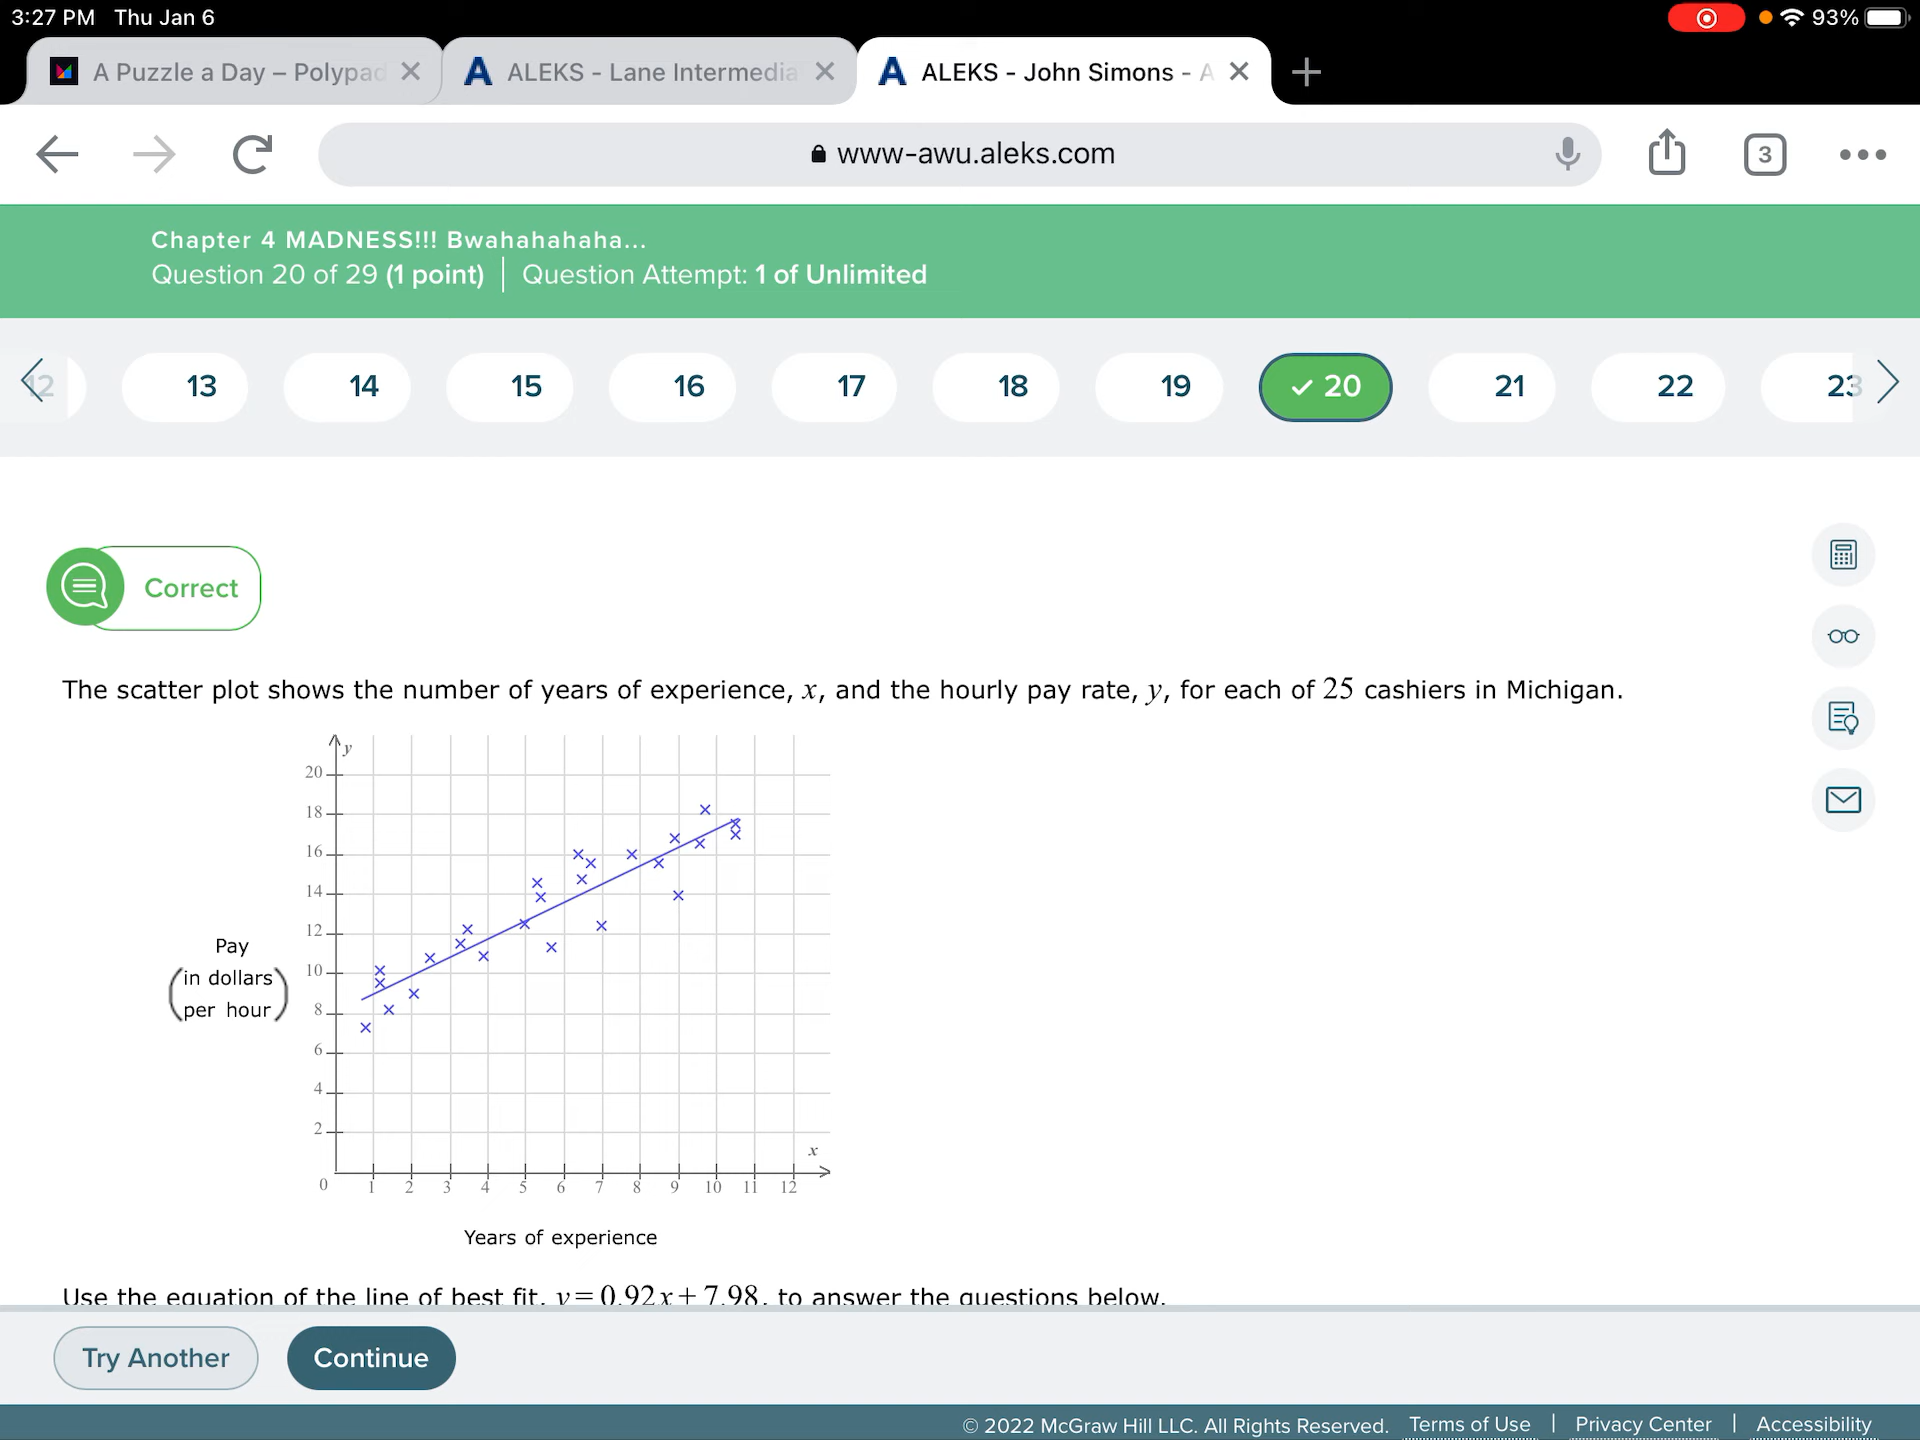 3:27 PM Thu Jan 6
93%
A Puzzle a Day – Polypad
ALEKS - Lane Intermedia
ALEKS - John Simons - A
www-awu.aleks.com
3
Chapter 4 MADNESS!!! Bwahahahaha...
Question 20 of 29 (1 point) | Question Attempt: 1 of Unlimited
12 13 14 15 16 17 18 19 20 21 22 23
Correct
The scatter plot shows the number of years of experience, x, and the hourly pay rate, y, for each of 25 cashiers in Michigan.
y
20
18
16
14
12
10
8
6
4
2
Pay
(in dollars
per hour)
x
0 1 2 3 4 5 6 7 8 9 10 11 12
Years of experience
Use the equation of the line of best fit, y=0.92x+7.98, to answer the questions below.
Try Another
Continue
© 2022 McGraw Hill LLC. All Rights Reserved. Terms of Use | Privacy Center | Accessibility